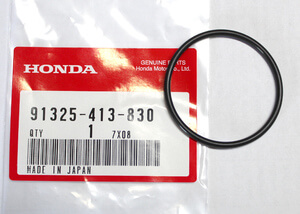 HONDA
GENUINE PARTS
Honda Motor Co., Ltd.
91325-413-830
QTY 1 7X08
MADE IN JAPAN